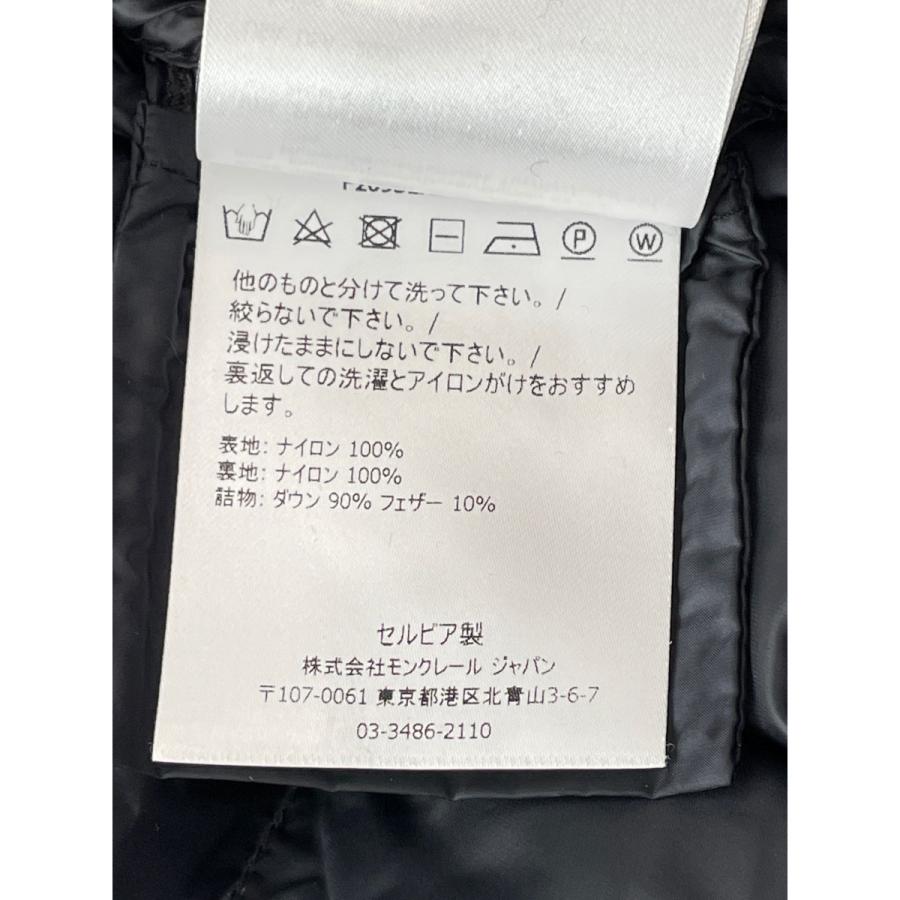 P
W
他のものと分けて洗って下さい。/
絞らないで下さい。/
浸けたままにしないで下さい。/
裏返しての洗濯とアイロンがけをおすすめ
します。
表地: ナイロン 100%
裏地: ナイロン 100%
詰物: ダウン 90% フェザー 10%
セルビア製
株式会社モンクレール ジャパン
〒107-0061 東京都港区北青山3-6-7
03-3486-2110